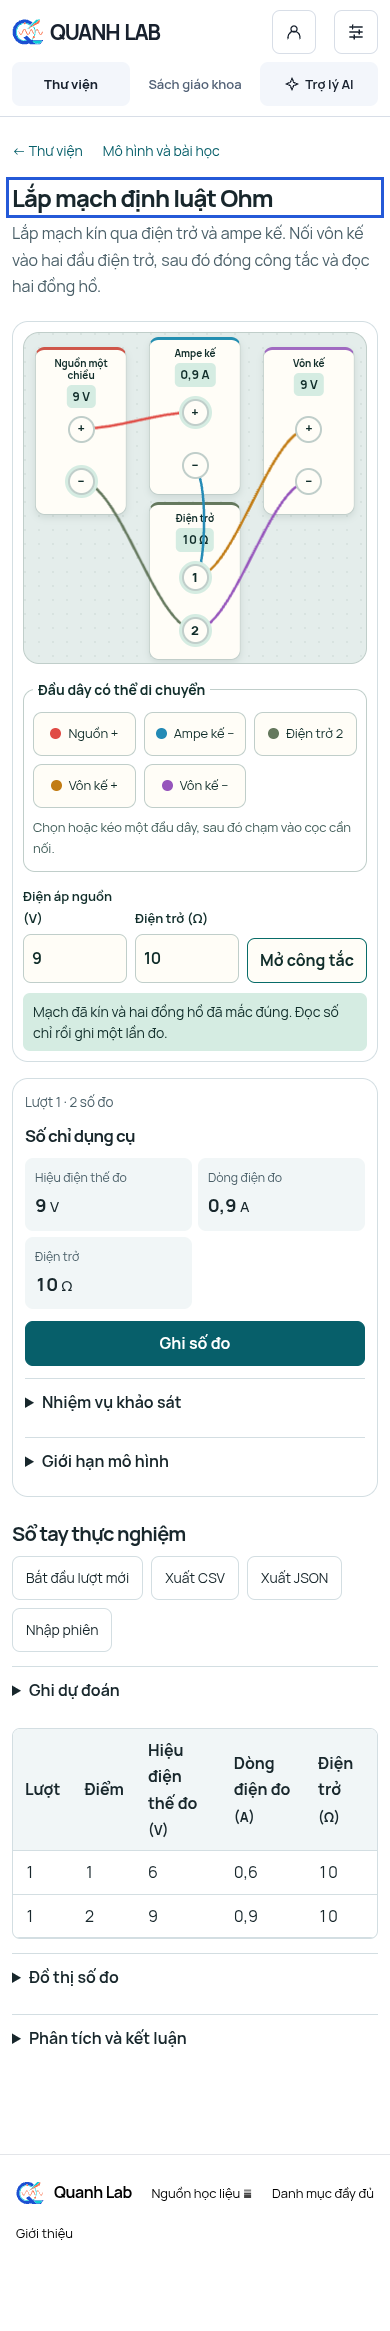 QUANH LAB
Thư viện
Sách giáo khoa
Trợ lý AI
← Thư viện
Mô hình và bài học
Lắp mạch định luật Ohm
Lắp mạch kín qua điện trở và ampe kế. Nối vôn kế
vào hai đầu điện trở, sau đó đóng công tắc và đọc
hai đồng hồ.
Nguồn một
chiều
9 V
+
−
Ampe kế
0,9 A
+
−
Vôn kế
9 V
+
−
Điện trở
10 Ω
1
2
Đầu dây có thể di chuyển
Nguồn +
Ampe kế −
Điện trở 2
Vôn kế +
Vôn kế −
Chọn hoặc kéo một đầu dây, sau đó chạm vào cọc cần
nối.
Điện áp nguồn
(V)
Điện trở (Ω)
9
10
Mở công tắc
Mạch đã kín và hai đồng hồ đã mắc đúng. Đọc số
chỉ rồi ghi một lần đo.
Lượt 1 · 2 số đo
Số chỉ dụng cụ
Hiệu điện thế đo
9 V
Dòng điện đo
0,9 A
Điện trở
10 Ω
Ghi số đo
Nhiệm vụ khảo sát
Giới hạn mô hình
Sổ tay thực nghiệm
Bắt đầu lượt mới
Xuất CSV
Xuất JSON
Nhập phiên
Ghi dự đoán
Lượt
Điểm
Hiệu
điện
thế đo
(V)
Dòng
điện đo
(A)
Điện
trở
(Ω)
1 1 6 0,6 10
1 2 9 0,9 10
Đồ thị số đo
Phân tích và kết luận
Quanh Lab
Nguồn học liệu
Danh mục đầy đủ
Giới thiệu